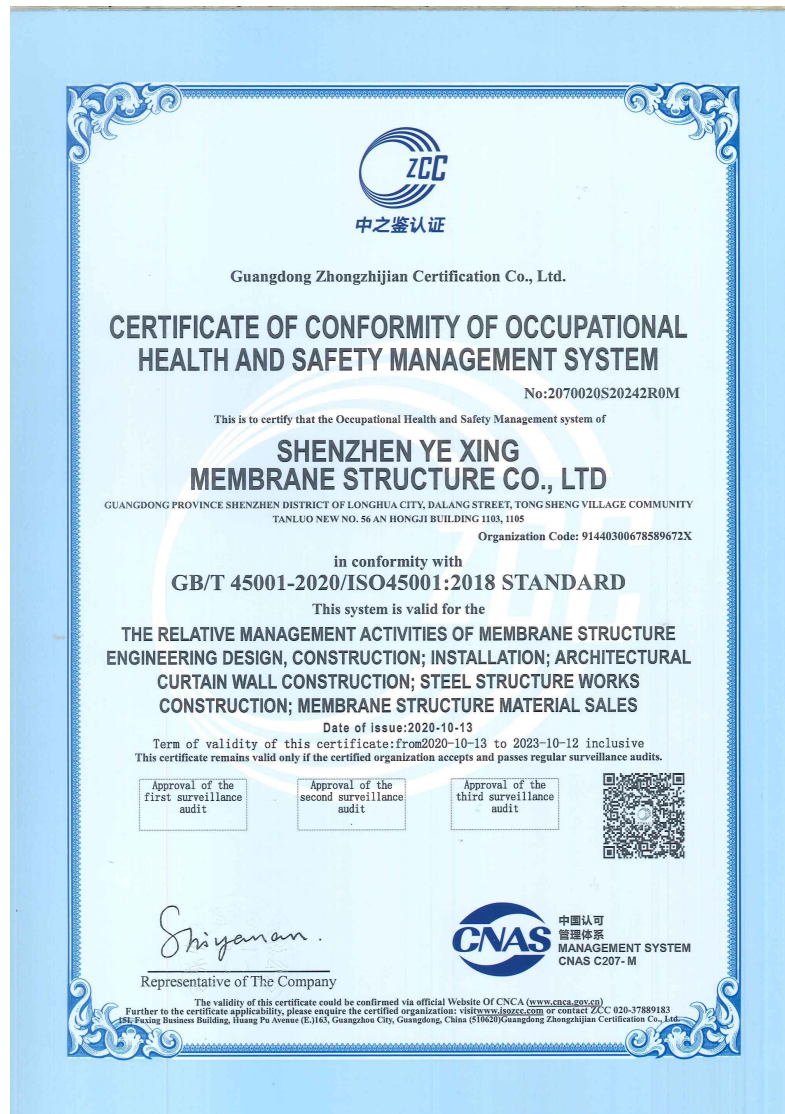 ZCC
中之鉴认证
Guangdong Zhongzhijian Certification Co., Ltd.
CERTIFICATE OF CONFORMITY OF OCCUPATIONAL
HEALTH AND SAFETY MANAGEMENT SYSTEM
No:2070020S20242R0M
This is to certify that the Occupational Health and Safety Management system of
SHENZHEN YE XING
MEMBRANE STRUCTURE CO., LTD
GUANGDONG PROVINCE SHENZHEN DISTRICT OF LONGHUA CITY, DALANG STREET, TONG SHENG VILLAGE COMMUNITY
TANLUO NEW NO. 56 AN HONGJI BUILDING 1103, 1105
Organization Code: 91440300678589672X
in conformity with
GB/T 45001-2020/ISO45001:2018 STANDARD
This system is valid for the
THE RELATIVE MANAGEMENT ACTIVITIES OF MEMBRANE STRUCTURE
ENGINEERING DESIGN, CONSTRUCTION; INSTALLATION; ARCHITECTURAL
CURTAIN WALL CONSTRUCTION; STEEL STRUCTURE WORKS
CONSTRUCTION; MEMBRANE STRUCTURE MATERIAL SALES
Date of issue:2020-10-13
Term of validity of this certificate:from2020-10-13 to 2023-10-12 inclusive
This certificate remains valid only if the certified organization accepts and passes regular surveillance audits.
Approval of the
first surveillance
audit
Approval of the
second surveillance
audit
Approval of the
third surveillance
audit
Shiyanan.
CNAS
中国认可
管理体系
MANAGEMENT SYSTEM
CNAS C207-M
Representative of The Company
The validity of this certificate could be confirmed via official Website Of CNCA (www.cnca.gov.cn)
Further to the certificate applicability, please enquire the certified organization: visitwww.isozcc.com or contact ZCC 020-37889183
151, Fuxing Business Building, Huang Pu Avenue (E.)163, Guangzhou City, Guangdong, China (510620)Guangdong Zhongzhijian Certification Co., Ltd.